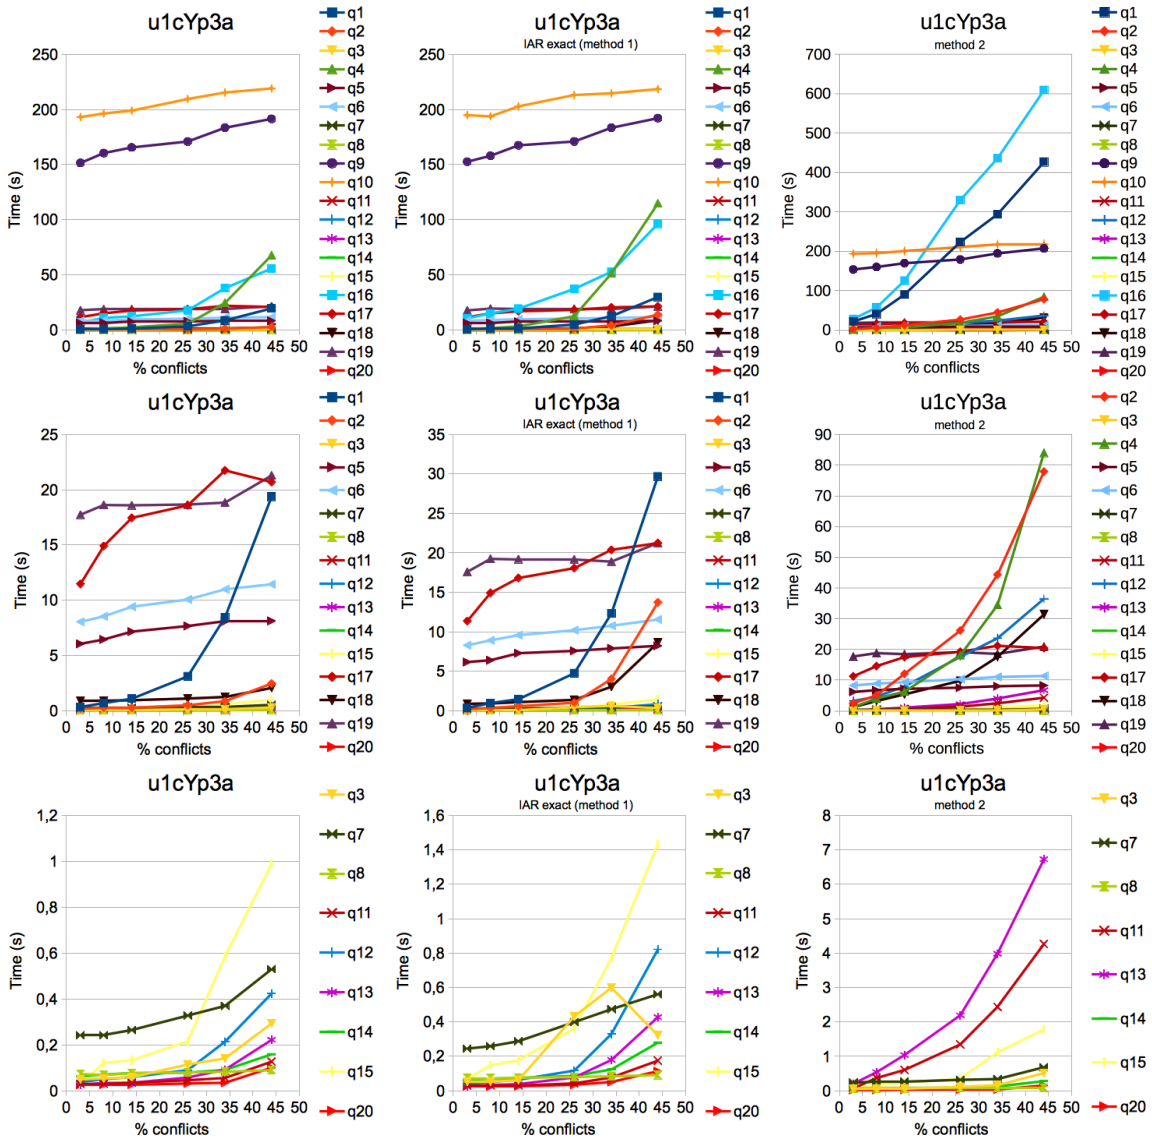 u1cYp3a
250
200
150
100
50
0
Time (s)
0 5 10 15 20 25 30 35 40 45 50
% conflicts
q1
q2
q3
q4
q5
q6
q7
q8
q9
q10
q11
q12
q13
q14
q15
q16
q17
q18
q19
q20
u1cYp3a
IAR exact (method 1)
250
200
150
100
50
0
Time (s)
0 5 10 15 20 25 30 35 40 45 50
% conflicts
q1
q2
q3
q4
q5
q6
q7
q8
q9
q10
q11
q12
q13
q14
q15
q16
q17
q18
q19
q20
u1cYp3a
method 2
700
600
500
400
300
200
100
0
Time (s)
0 5 10 15 20 25 30 35 40 45 50
% conflicts
q1
q2
q3
q4
q5
q6
q7
q8
q9
q10
q11
q12
q13
q14
q15
q16
q17
q18
q19
q20
u1cYp3a
25
20
15
10
5
0
Time (s)
0 5 10 15 20 25 30 35 40 45 50
% conflicts
q1
q2
q3
q5
q6
q7
q8
q11
q12
q13
q14
q15
q17
q18
q19
q20
u1cYp3a
IAR exact (method 1)
35
30
25
20
15
10
5
0
Time (s)
0 5 10 15 20 25 30 35 40 45 50
% conflicts
q1
q2
q3
q5
q6
q7
q8
q11
q12
q13
q14
q15
q17
q18
q19
q20
u1cYp3a
method 2
90
80
70
60
50
40
30
20
10
0
Time (s)
0 5 10 15 20 25 30 35 40 45 50
% conflicts
q2
q3
q4
q5
q6
q7
q8
q11
q12
q13
q14
q15
q17
q18
q19
q20
u1cYp3a
1,2
1
0,8
0,6
0,4
0,2
0
Time (s)
0 5 10 15 20 25 30 35 40 45 50
% conflicts
q3
q7
q8
q11
q12
q13
q14
q15
q20
u1cYp3a
IAR exact (method 1)
1,6
1,4
1,2
1
0,8
0,6
0,4
0,2
0
Time (s)
0 5 10 15 20 25 30 35 40 45 50
% conflicts
q3
q7
q8
q11
q12
q13
q14
q15
q20
u1cYp3a
method 2
8
7
6
5
4
3
2
1
0
Time (s)
0 5 10 15 20 25 30 35 40 45 50
% conflicts
q3
q7
q8
q11
q13
q14
q15
q20